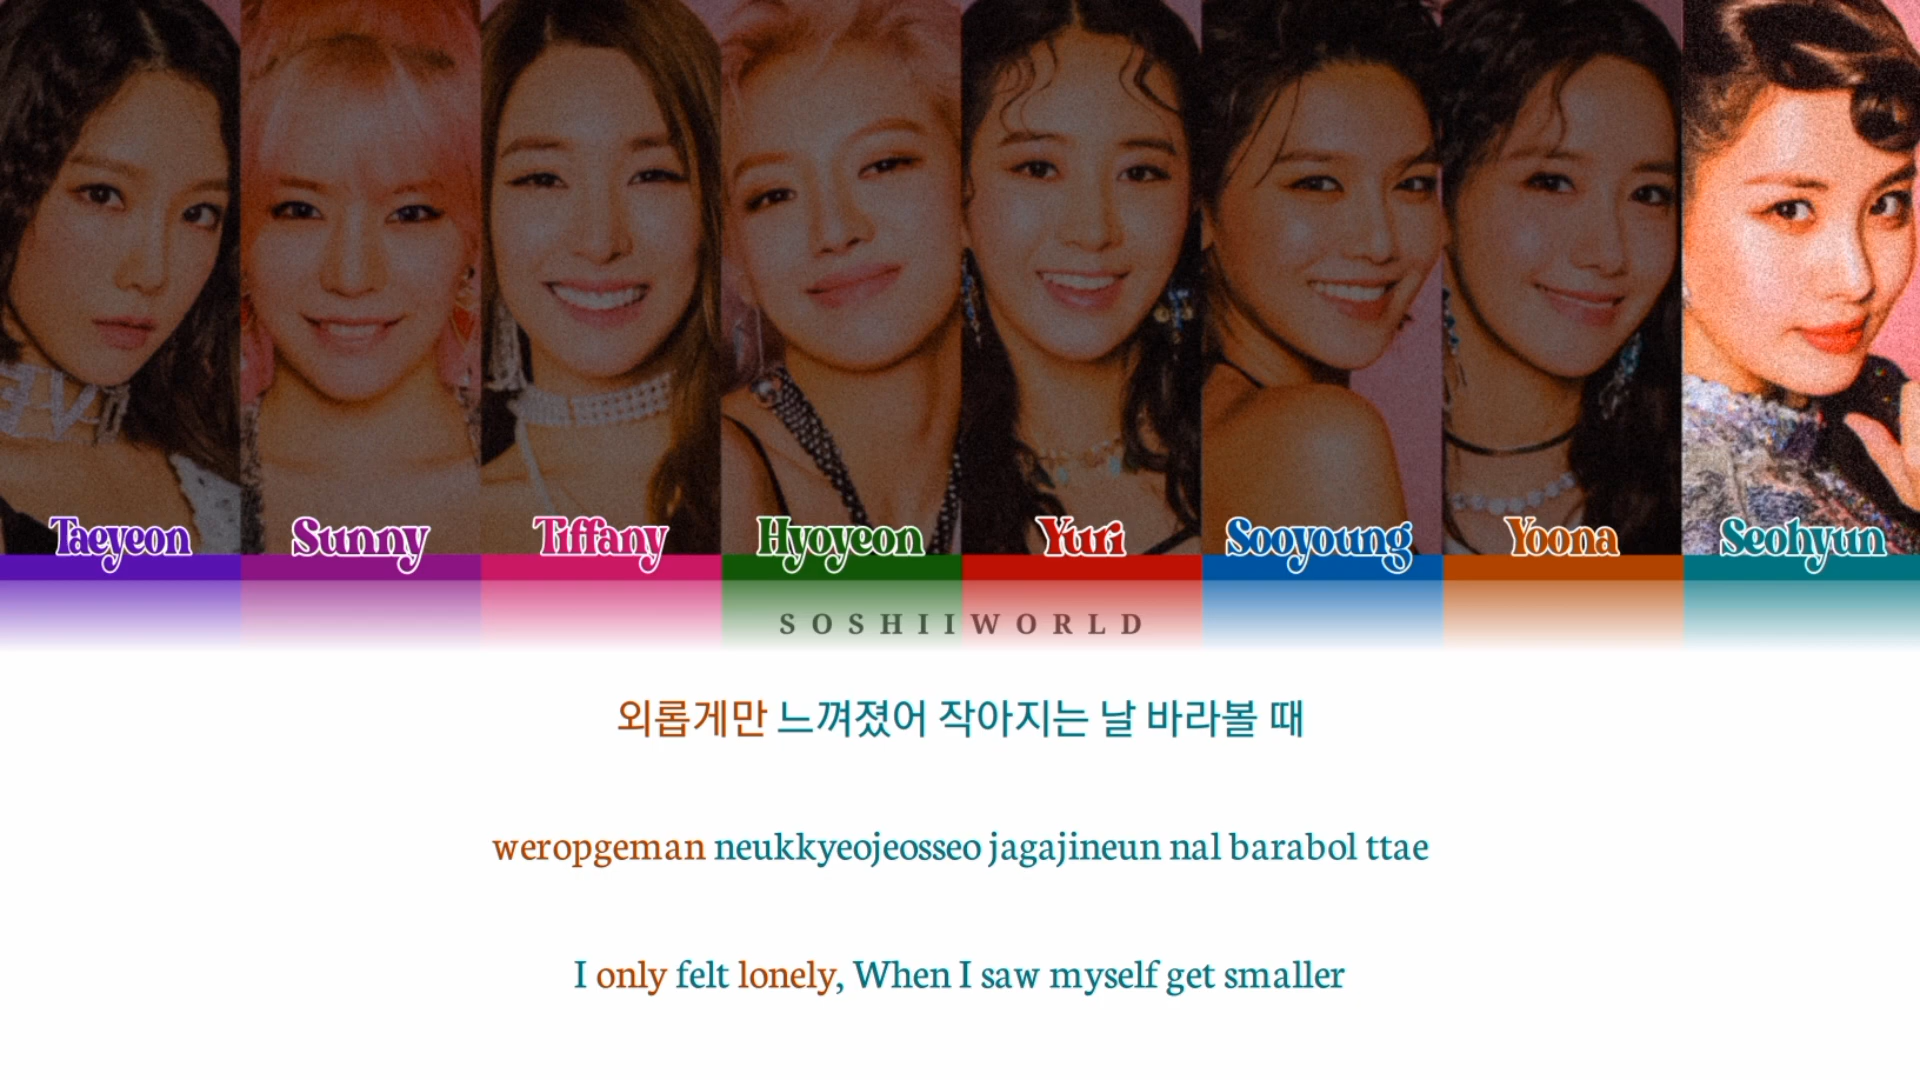 Taeyeon Sunny Tiffany Hyoyeon Yuri Sooyoung Yoona Seohyun
SOSHIIWORLD
외롭게만 느껴졌어 작아지는 날 바라볼 때
weropgeman neukkyeojeosseo jagajineun nal barabol ttae
I only felt lonely, When I saw myself get smaller